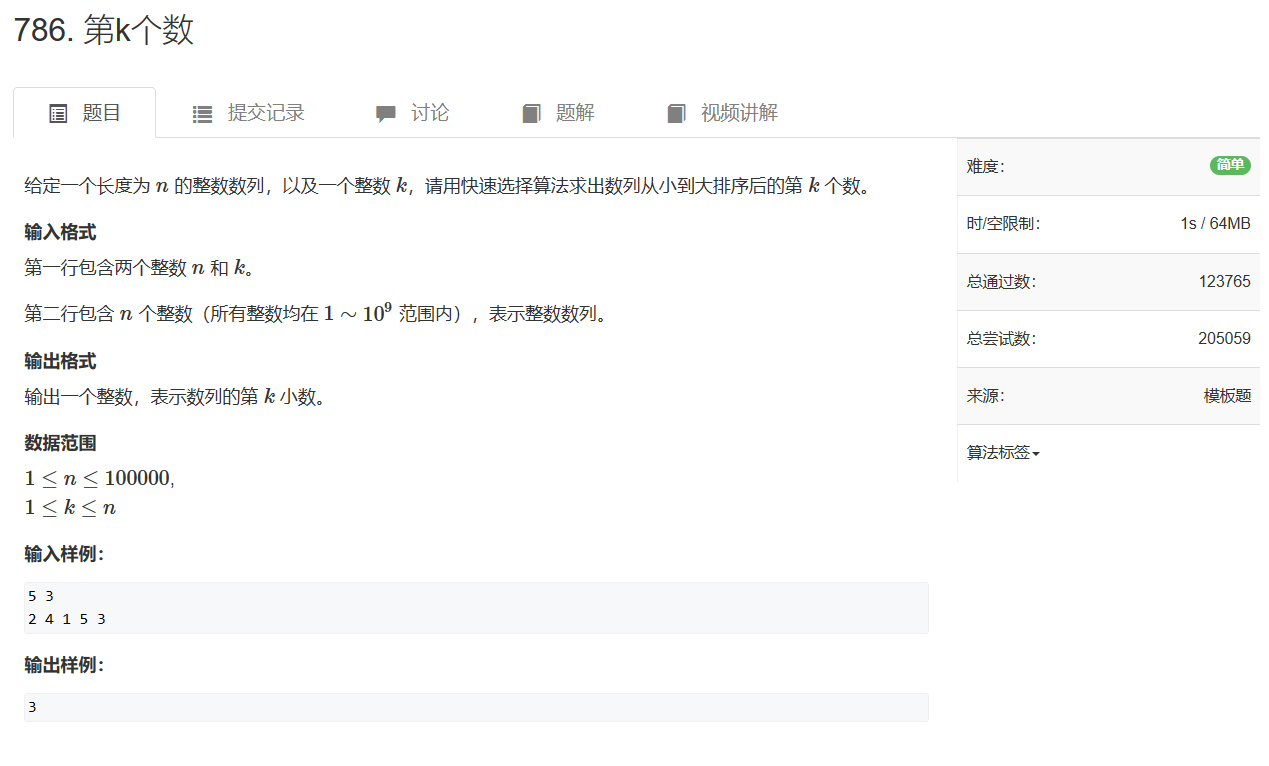 786. 第k个数
题目 提交记录 讨论 题解 视频讲解
给定一个长度为 n 的整数数列，以及一个整数 k，请用快速选择算法求出数列从小到大排序后的第 k 个数。
输入格式
第一行包含两个整数 n 和 k。
第二行包含 n 个整数（所有整数均在 1 ∼ 10⁹ 范围内），表示整数数列。
输出格式
输出一个整数，表示数列的第 k 小数。
数据范围
1 ≤ n ≤ 100000,
1 ≤ k ≤ n
输入样例：
5 3
2 4 1 5 3
输出样例：
3
难度： 简单
时/空限制： 1s / 64MB
总通过数： 123765
总尝试数： 205059
来源： 模板题
算法标签